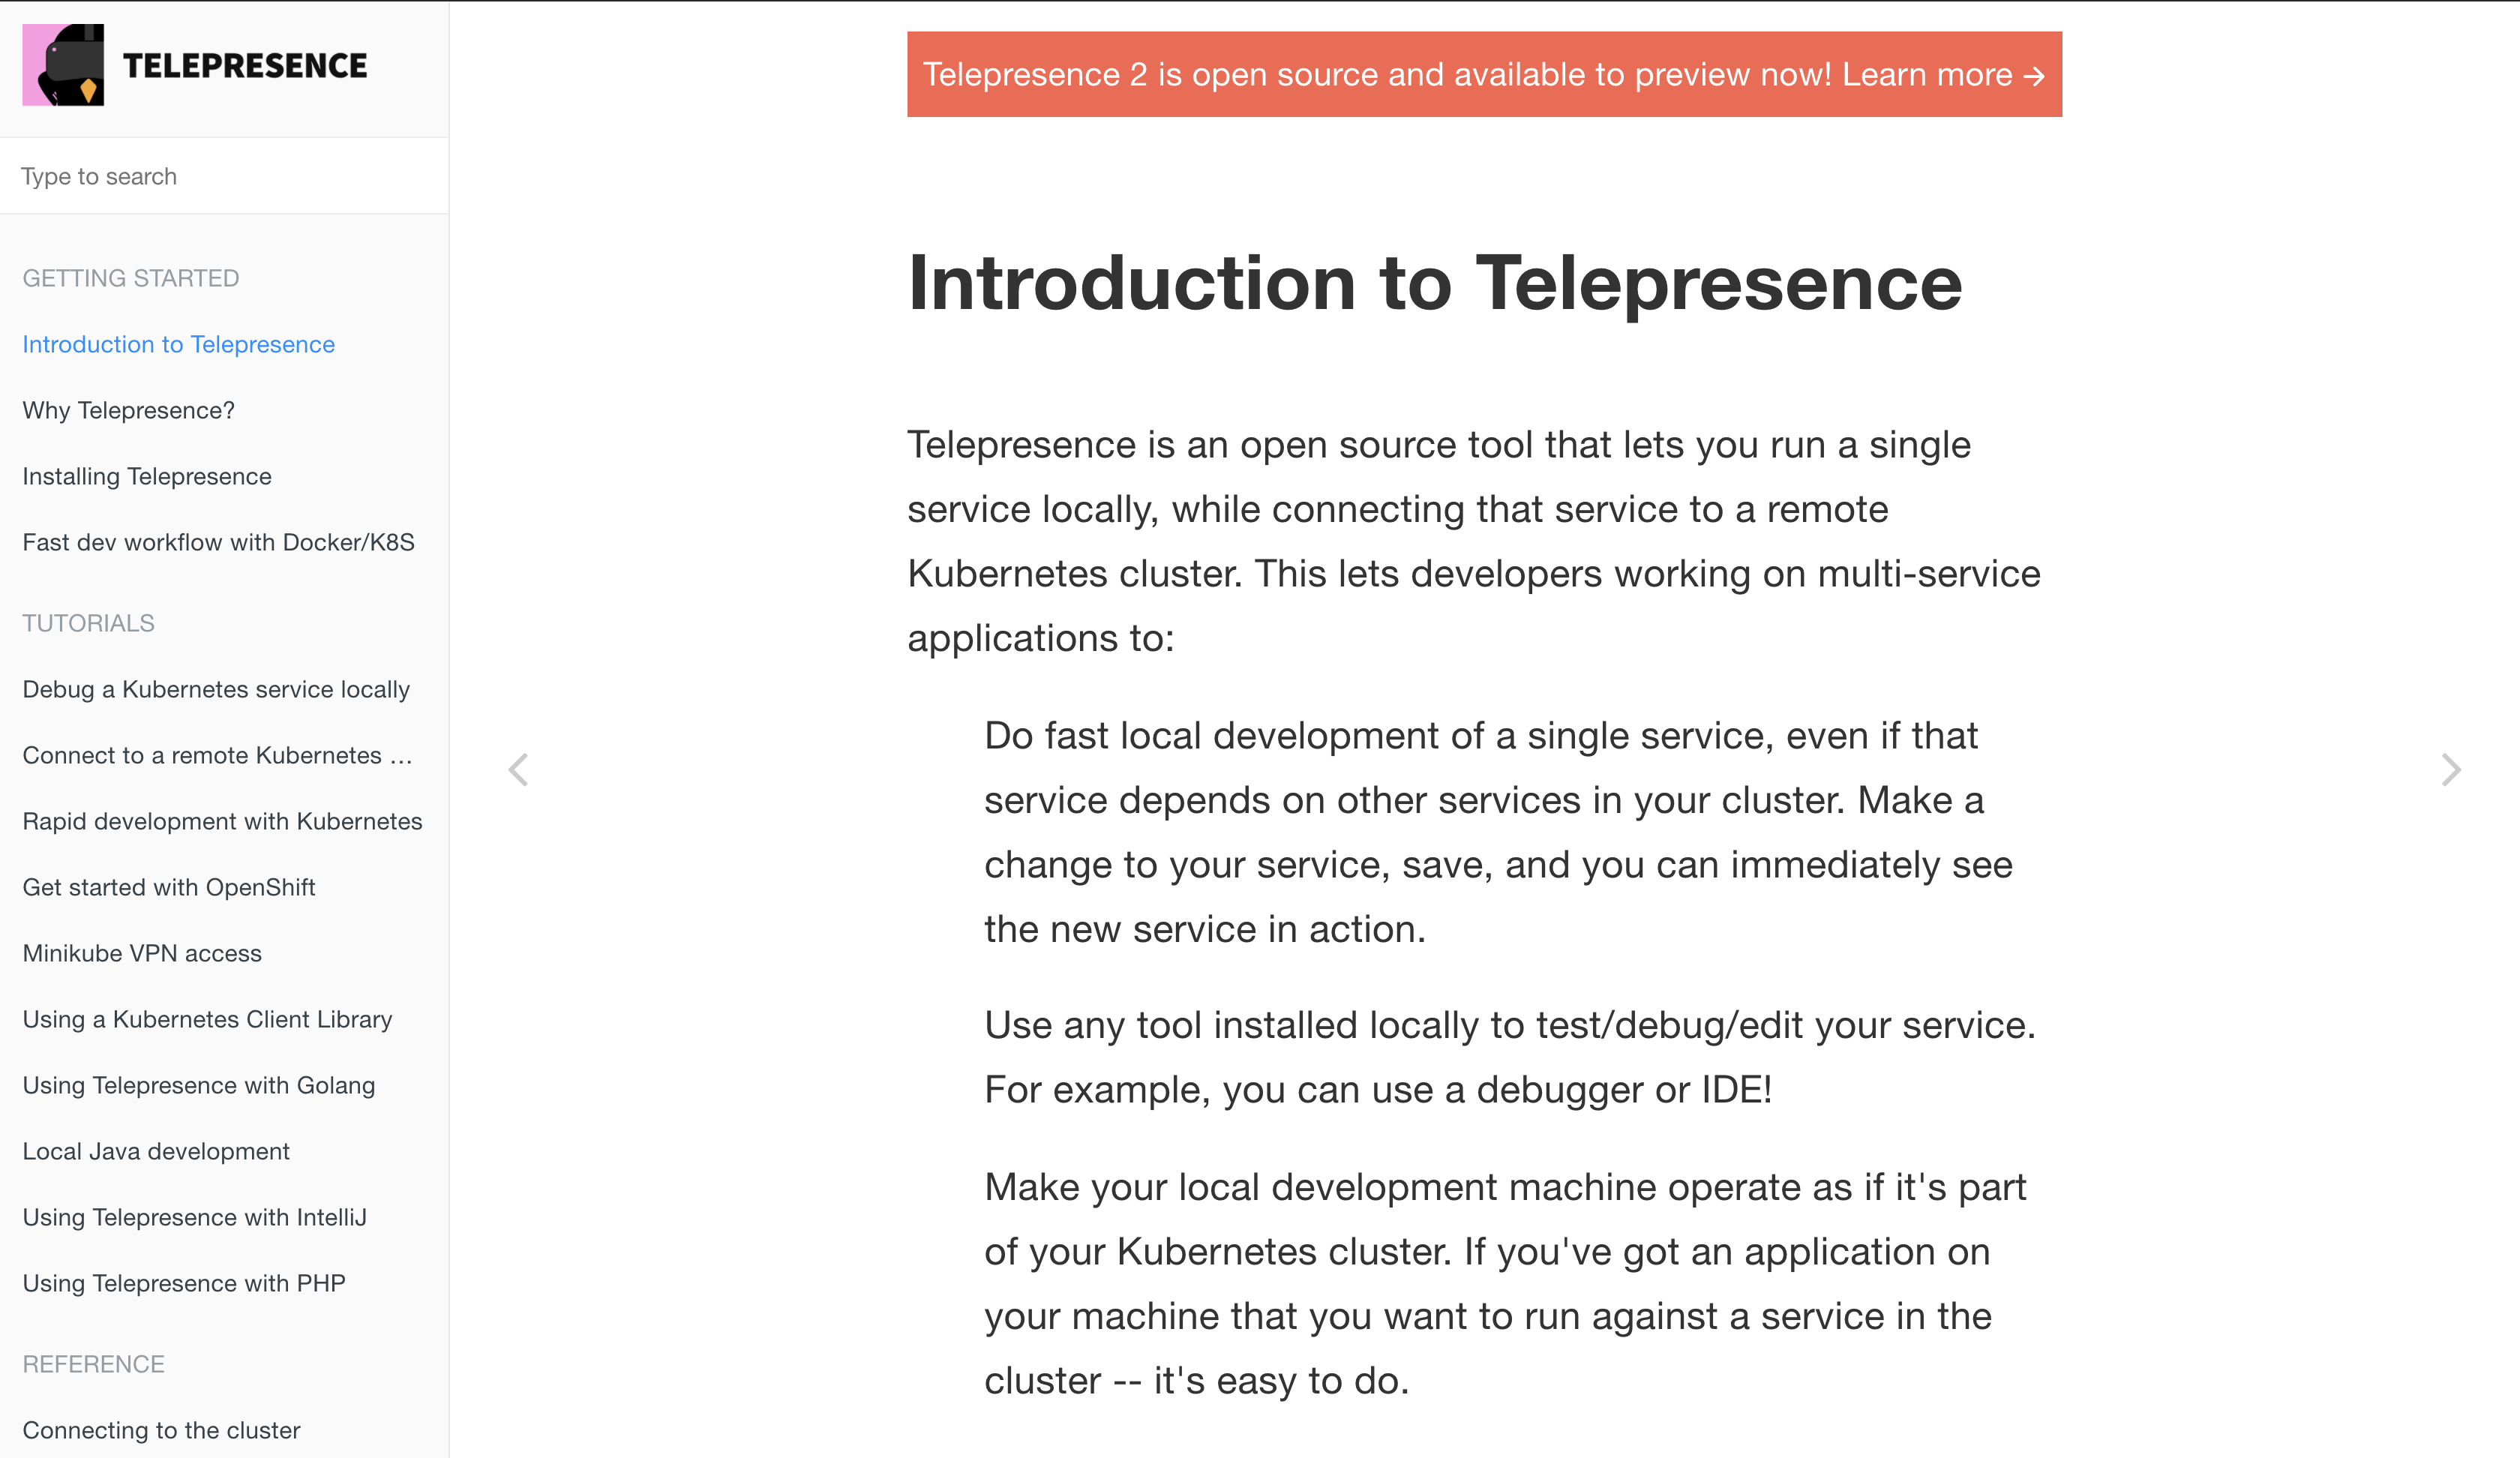 TELEPRESENCE
Type to search
GETTING STARTED
Introduction to Telepresence
Why Telepresence?
Installing Telepresence
Fast dev workflow with Docker/K8S
TUTORIALS
Debug a Kubernetes service locally
Connect to a remote Kubernetes ...
Rapid development with Kubernetes
Get started with OpenShift
Minikube VPN access
Using a Kubernetes Client Library
Using Telepresence with Golang
Local Java development
Using Telepresence with IntelliJ
Using Telepresence with PHP
REFERENCE
Connecting to the cluster
Telepresence 2 is open source and available to preview now! Learn more →
Introduction to Telepresence
Telepresence is an open source tool that lets you run a single
service locally, while connecting that service to a remote
Kubernetes cluster. This lets developers working on multi-service
applications to:
Do fast local development of a single service, even if that
service depends on other services in your cluster. Make a
change to your service, save, and you can immediately see
the new service in action.
Use any tool installed locally to test/debug/edit your service.
For example, you can use a debugger or IDE!
Make your local development machine operate as if it's part
of your Kubernetes cluster. If you've got an application on
your machine that you want to run against a service in the
cluster -- it's easy to do.